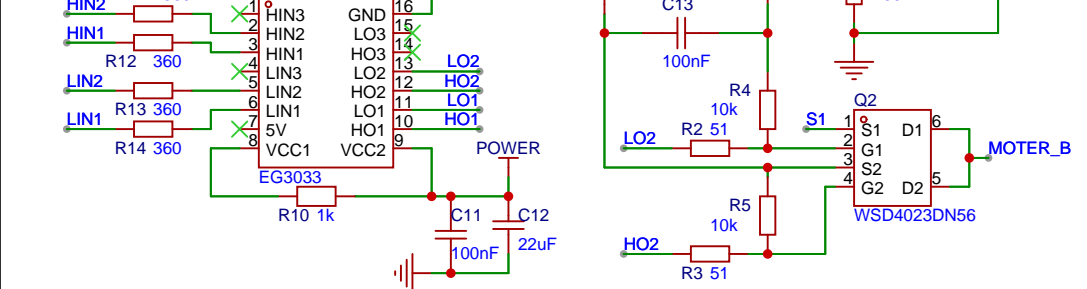 HIN2
HIN1
R12 360
LIN2
R13 360
LIN1
R14 360
1 HIN3
2 HIN2
3 HIN1
4 LIN3
5 LIN2
6 LIN1
7 5V
8 VCC1
GND 16
LO3 15
HO3 14
LO2 13
HO2 12
LO1 11
HO1 10
VCC2 9
LO2
HO2
LO1
HO1
EG3033
R10 1k
POWER
C11
100nF
C12
22uF
C13
100nF
R4
10k
LO2
R2 51
R5
10k
HO2
R3 51
S1
Q2
1 S1
2 G1
3 S2
4 G2
D1 6
D2 5
WSD4023DN56
MOTER_B